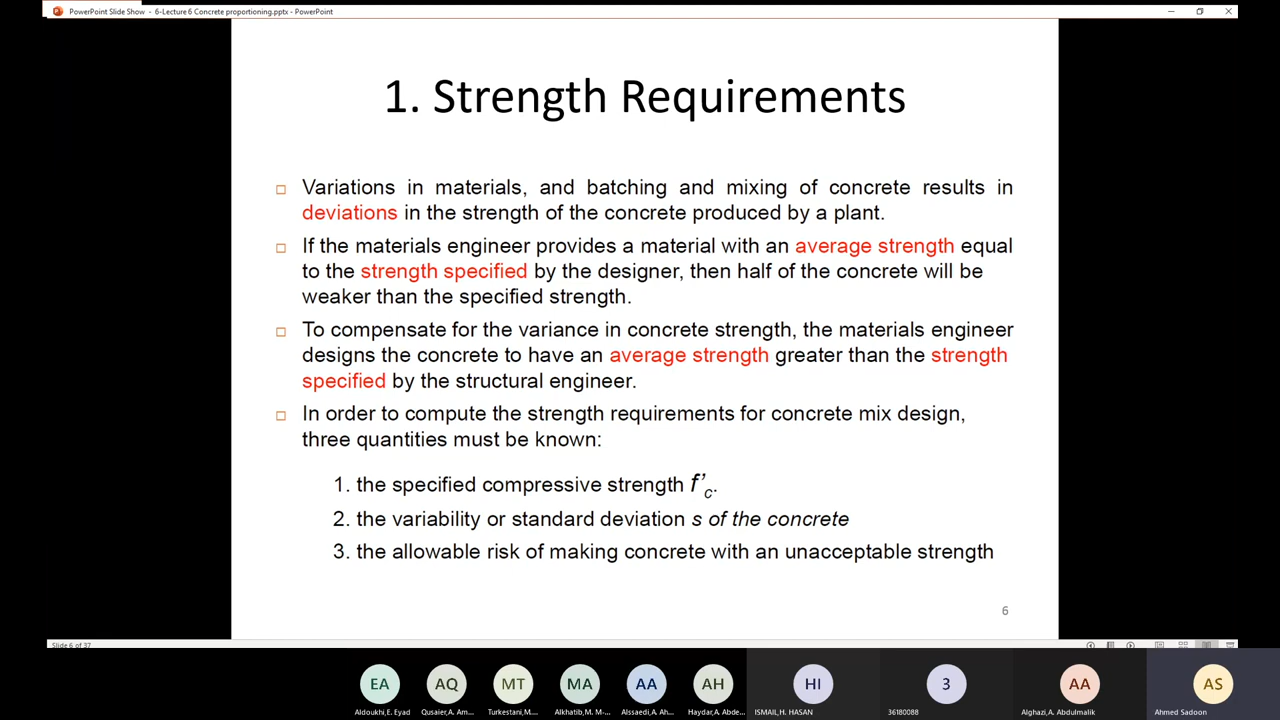 PowerPoint Slide Show - 6-Lecture 6 Concrete proportioning.pptx - PowerPoint
1. Strength Requirements
Variations in materials, and batching and mixing of concrete results in
deviations in the strength of the concrete produced by a plant.
If the materials engineer provides a material with an average strength equal
to the strength specified by the designer, then half of the concrete will be
weaker than the specified strength.
To compensate for the variance in concrete strength, the materials engineer
designs the concrete to have an average strength greater than the strength
specified by the structural engineer.
In order to compute the strength requirements for concrete mix design,
three quantities must be known:
1. the specified compressive strength f'c.
2. the variability or standard deviation s of the concrete
3. the allowable risk of making concrete with an unacceptable strength
6
Slide 6 of 37
EA AQ MT MA AA AH HI 3 AA AS
Aldoukhi,E. Eyad Qusaier,A. Am... Turkestani,M... Alkhatib,M. M-... Alssaedi,A. Ah... Haydar,A. Abde... ISMAIL,H. HASAN 36180088 Alghazi,A. Abdulmalik Ahmed Sadoon